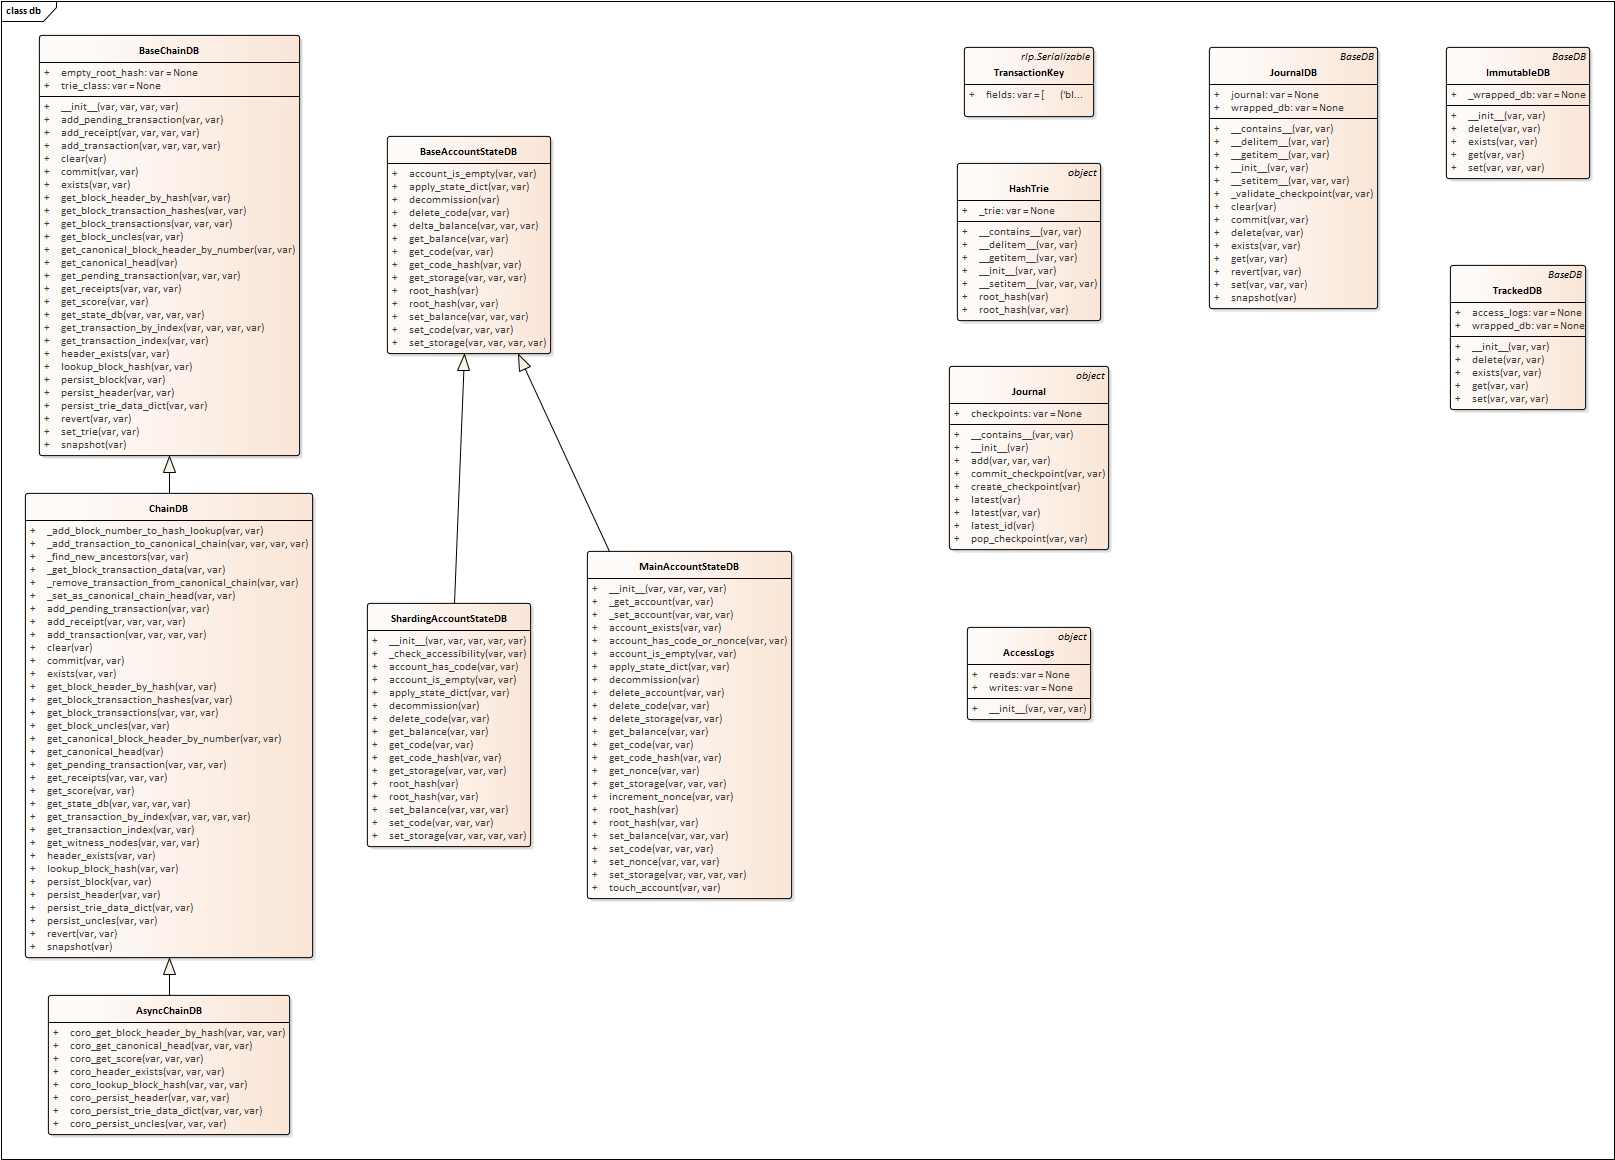 class db
BaseChainDB
+ empty_root_hash: var = None
+ trie_class: var = None
+ __init__(var, var, var, var)
+ add_pending_transaction(var, var)
+ add_receipt(var, var, var, var)
+ add_transaction(var, var, var, var)
+ clear(var)
+ commit(var, var)
+ exists(var, var)
+ get_block_header_by_hash(var, var)
+ get_block_transaction_hashes(var, var)
+ get_block_transactions(var, var, var)
+ get_block_uncles(var, var)
+ get_canonical_block_header_by_number(var, var)
+ get_canonical_head(var)
+ get_pending_transaction(var, var, var)
+ get_receipts(var, var, var)
+ get_score(var, var)
+ get_state_db(var, var, var, var)
+ get_transaction_by_index(var, var, var, var)
+ get_transaction_index(var, var)
+ header_exists(var, var)
+ lookup_block_hash(var, var)
+ persist_block(var, var)
+ persist_header(var, var)
+ persist_trie_data_dict(var, var)
+ revert(var, var)
+ set_trie(var, var)
+ snapshot(var)
ChainDB
+ _add_block_number_to_hash_lookup(var, var)
+ _add_transaction_to_canonical_chain(var, var, var, var)
+ _find_new_ancestors(var, var)
+ _get_block_transaction_data(var, var)
+ _remove_transaction_from_canonical_chain(var, var)
+ _set_as_canonical_chain_head(var, var)
+ add_pending_transaction(var, var)
+ add_receipt(var, var, var, var)
+ add_transaction(var, var, var, var)
+ clear(var)
+ commit(var, var)
+ exists(var, var)
+ get_block_header_by_hash(var, var)
+ get_block_transaction_hashes(var, var)
+ get_block_transactions(var, var, var)
+ get_block_uncles(var, var)
+ get_canonical_block_header_by_number(var, var)
+ get_canonical_head(var)
+ get_pending_transaction(var, var, var)
+ get_receipts(var, var, var)
+ get_score(var, var)
+ get_state_db(var, var, var, var)
+ get_transaction_by_index(var, var, var, var)
+ get_transaction_index(var, var)
+ get_witness_nodes(var, var, var)
+ header_exists(var, var)
+ lookup_block_hash(var, var)
+ persist_block(var, var)
+ persist_header(var, var)
+ persist_trie_data_dict(var, var)
+ persist_uncles(var, var)
+ revert(var, var)
+ snapshot(var)
AsyncChainDB
+ coro_get_block_header_by_hash(var, var, var)
+ coro_get_canonical_head(var, var, var)
+ coro_get_score(var, var, var)
+ coro_header_exists(var, var, var)
+ coro_lookup_block_hash(var, var, var)
+ coro_persist_header(var, var, var)
+ coro_persist_trie_data_dict(var, var, var)
+ coro_persist_uncles(var, var, var)
BaseAccountStateDB
+ account_is_empty(var, var)
+ apply_state_dict(var, var)
+ decommission(var)
+ delete_code(var, var)
+ delta_balance(var, var, var)
+ get_balance(var, var)
+ get_code(var, var)
+ get_code_hash(var, var)
+ get_storage(var, var, var)
+ root_hash(var)
+ root_hash(var, var)
+ set_balance(var, var, var)
+ set_code(var, var, var)
+ set_storage(var, var, var, var)
ShardingAccountStateDB
+ __init__(var, var, var, var, var)
+ _check_accessibility(var, var)
+ account_has_code(var, var)
+ account_is_empty(var, var)
+ apply_state_dict(var, var)
+ decommission(var)
+ delete_code(var, var)
+ get_balance(var, var)
+ get_code(var, var)
+ get_code_hash(var, var)
+ get_storage(var, var, var)
+ root_hash(var)
+ root_hash(var, var)
+ set_balance(var, var, var)
+ set_code(var, var, var)
+ set_storage(var, var, var, var)
MainAccountStateDB
+ __init__(var, var, var, var)
+ _get_account(var, var)
+ _set_account(var, var, var)
+ account_exists(var, var)
+ account_has_code_or_nonce(var, var)
+ account_is_empty(var, var)
+ apply_state_dict(var, var)
+ decommission(var)
+ delete_account(var, var)
+ delete_code(var, var)
+ delete_storage(var, var)
+ get_balance(var, var)
+ get_code(var, var)
+ get_code_hash(var, var)
+ get_nonce(var, var)
+ get_storage(var, var, var)
+ increment_nonce(var, var)
+ root_hash(var)
+ root_hash(var, var)
+ set_balance(var, var, var)
+ set_code(var, var, var)
+ set_nonce(var, var, var)
+ set_storage(var, var, var, var)
+ touch_account(var, var)
rlp.Serializable
TransactionKey
+ fields: var = [ ('bl...
object
HashTrie
+ _trie: var = None
+ __contains__(var, var)
+ __delitem__(var, var)
+ __getitem__(var, var)
+ __init__(var, var)
+ __setitem__(var, var, var)
+ root_hash(var)
+ root_hash(var, var)
object
Journal
+ checkpoints: var = None
+ __contains__(var, var)
+ __init__(var)
+ add(var, var, var)
+ commit_checkpoint(var, var)
+ create_checkpoint(var)
+ latest(var)
+ latest(var, var)
+ latest_id(var)
+ pop_checkpoint(var, var)
object
AccessLogs
+ reads: var = None
+ writes: var = None
+ __init__(var, var, var)
BaseDB
JournalDB
+ journal: var = None
+ wrapped_db: var = None
+ __contains__(var, var)
+ __delitem__(var, var)
+ __getitem__(var, var)
+ __init__(var, var)
+ __setitem__(var, var, var)
+ _validate_checkpoint(var, var)
+ clear(var)
+ commit(var, var)
+ delete(var, var)
+ exists(var, var)
+ get(var, var)
+ revert(var, var)
+ set(var, var, var)
+ snapshot(var)
BaseDB
ImmutableDB
+ _wrapped_db: var = None
+ __init__(var, var)
+ delete(var, var)
+ exists(var, var)
+ get(var, var)
+ set(var, var, var)
BaseDB
TrackedDB
+ access_logs: var = None
+ wrapped_db: var = None
+ __init__(var, var)
+ delete(var, var)
+ exists(var, var)
+ get(var, var)
+ set(var, var, var)